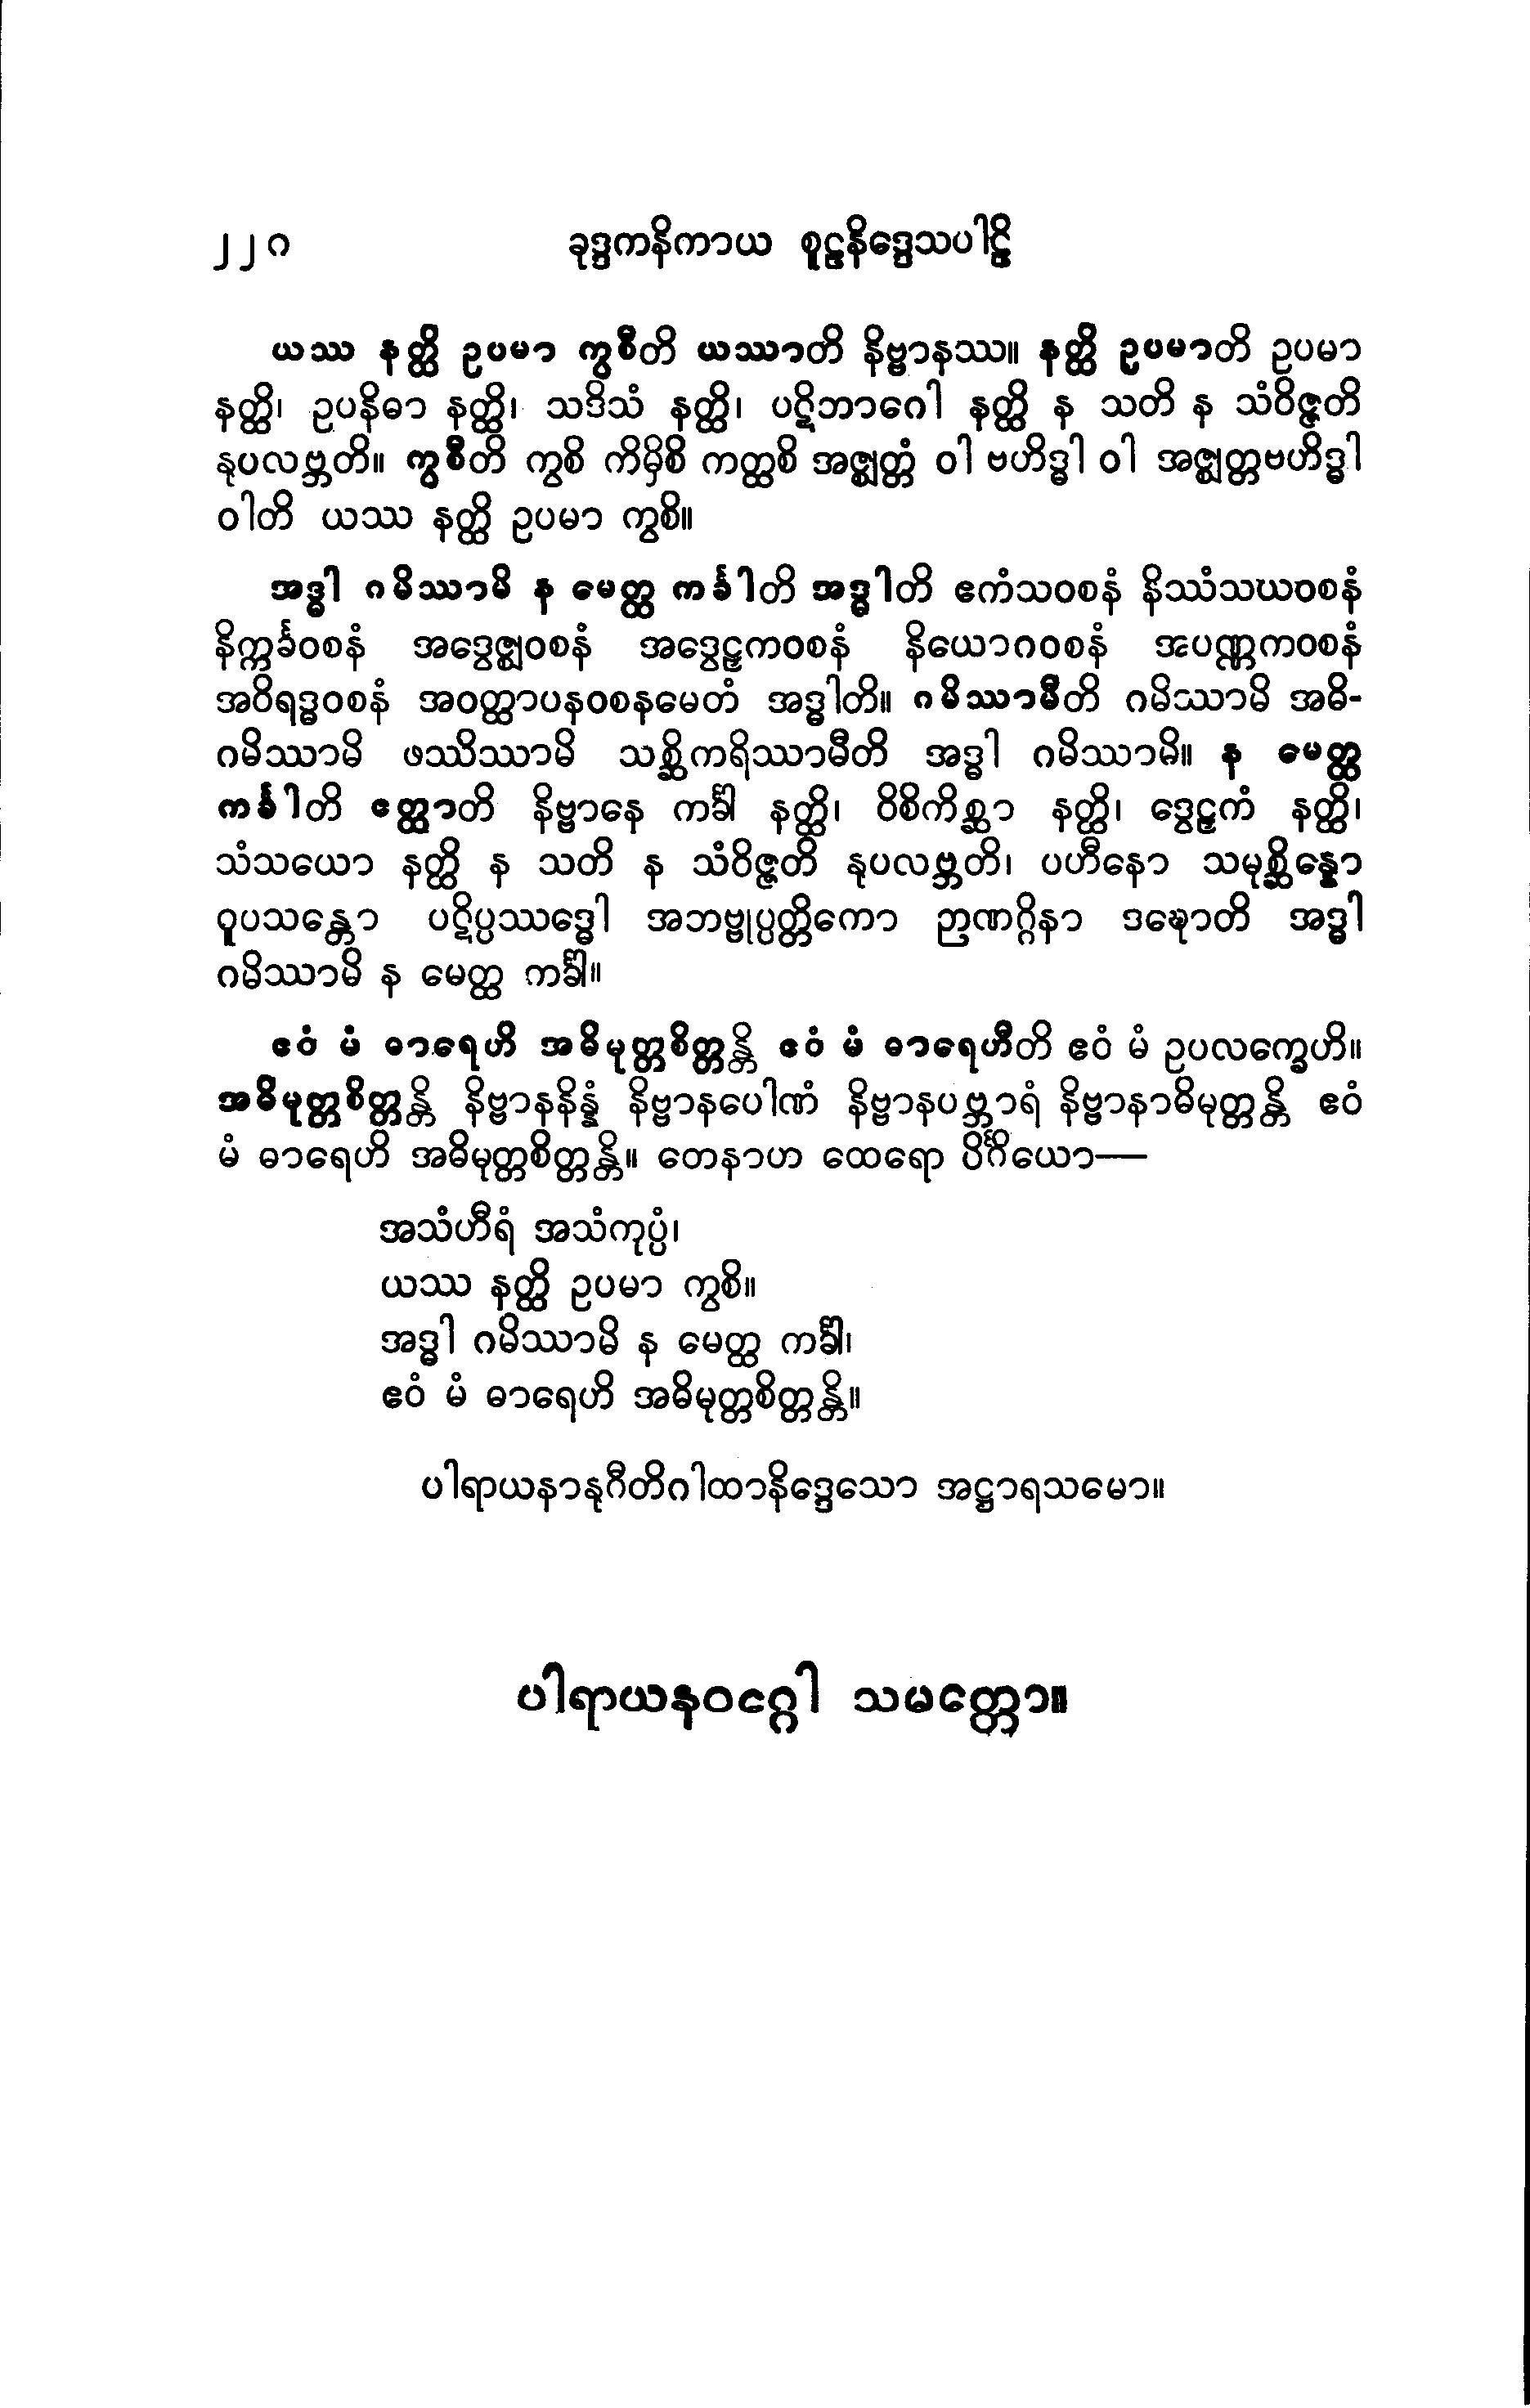 ၂၂၀ ခုဒ္ဒကနိကာယ စူဠနိဒ္ဒေသပါဠိ
ယဿ နတ္ထိ ဥပမာ ကွစီတိ ယဿာတိ နိဗ္ဗာနဿ။ နတ္ထိ ဥပမာတိ ဥပမာ
နတ္ထိ၊ ဥပနိဓာ နတ္ထိ၊ သဒိသံ နတ္ထိ၊ ပဋိဘာဂေါ နတ္ထိ န သတိ န သံဝိဇ္ဇတိ
နုပလဗ္ဘတိ။ ကွစီတိ ကွစိ ကိမှိစိ ကတ္ထစိ အဇ္ဈတ္တံ ဝါ ဗဟိဒ္ဓါ ဝါ အဇ္ဈတ္တဗဟိဒ္ဓါ
ဝါတိ ယဿ နတ္ထိ ဥပမာ ကွစိ။
အဒ္ဓါ ဂမိဿာမိ န မေတ္ထ ကင်္ခါတိ အဒ္ဓါတိ ဧကံသဝစနံ နိဿံသယဝစနံ
နိက္ကင်္ခဝစနံ အဒွေဇ္ဈဝစနံ အဒွေဠှကဝစနံ နိယောဂဝစနံ အပဏ္ဏကဝစနံ
အဝိရဒ္ဓဝစနံ အဝတ္ထာပနဝစနမေတံ အဒ္ဓါတိ။ ဂမိဿာမီတိ ဂမိဿာမိ အဓိ-
ဂမိဿာမိ ဖဿိဿာမိ သစ္ဆိကရိဿာမီတိ အဒ္ဓါ ဂမိဿာမိ။ န မေတ္ထ
ကင်္ခါတိ ဧတ္ထာတိ နိဗ္ဗာနေ ကင်္ခါ နတ္ထိ၊ ဝိစိကိစ္ဆာ နတ္ထိ၊ ဒွေဠှကံ နတ္ထိ၊
သံသယော နတ္ထိ န သတိ န သံဝိဇ္ဇတိ နုပလဗ္ဘတိ၊ ပဟီနော သမုစ္ဆိန္နော
ဝူပသန္တော ပဋိပ္ပဿဒ္ဓေါ အဘဗ္ဗုပ္ပတ္တိကော ဉာဏဂ္ဂိနာ ဒဍ္ဎောတိ အဒ္ဓါ
ဂမိဿာမိ န မေတ္ထ ကင်္ခါ။
ဧဝံ မံ ဓာရေဟိ အဓိမုတ္တစိတ္တန္တိ ဧဝံ မံ ဓာရေဟီတိ ဧဝံ မံ ဥပလက္ခေဟိ။
အဓိမုတ္တစိတ္တန္တိ နိဗ္ဗာနနိန္နံ နိဗ္ဗာနပေါဏံ နိဗ္ဗာနပဗ္ဘာရံ နိဗ္ဗာနာဓိမုတ္တန္တိ ဧဝံ
မံ ဓာရေဟိ အဓိမုတ္တစိတ္တန္တိ။ တေနာဟ ထေရော ပိင်္ဂိယော—
အသံဟီရံ အသံကုပ္ပံ၊
ယဿ နတ္ထိ ဥပမာ ကွစိ။
အဒ္ဓါ ဂမိဿာမိ န မေတ္ထ ကင်္ခါ၊
ဧဝံ မံ ဓာရေဟိ အဓိမုတ္တစိတ္တန္တိ။
ပါရာယနာနုဂီတိဂါထာနိဒ္ဒေသော အဋ္ဌာရသမော။
ပါရာယနဝဂ္ဂေါ သမတ္တော။